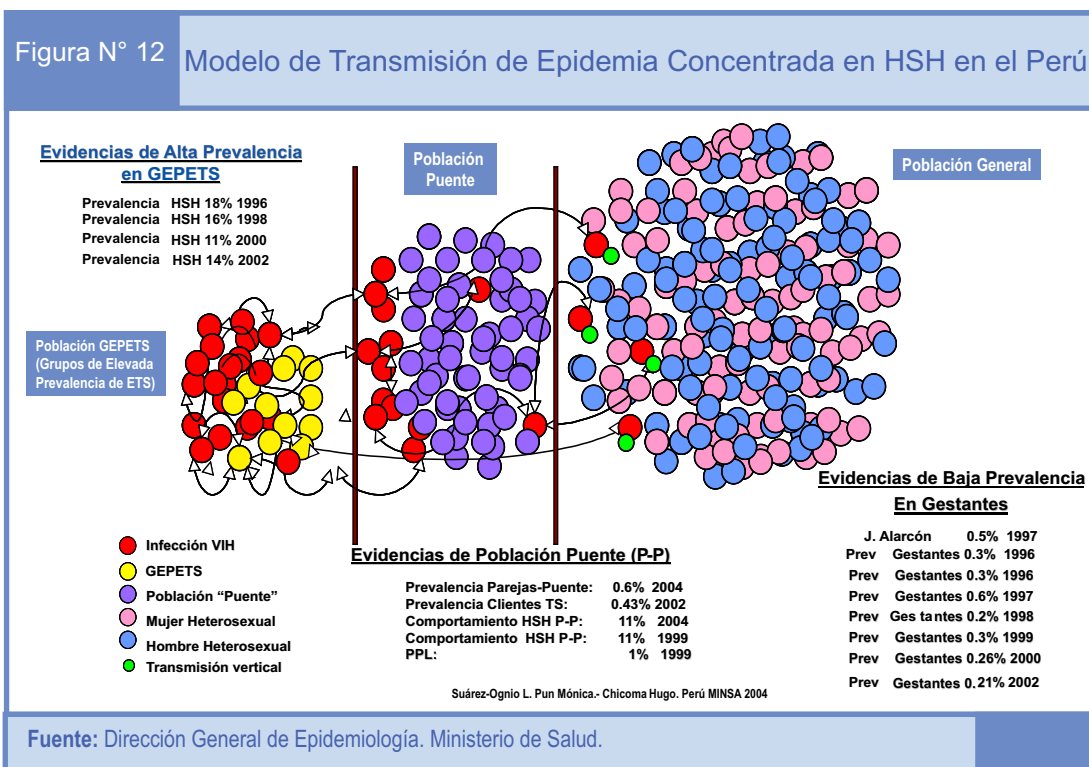 Figura N° 12
Modelo de Transmisión de Epidemia Concentrada en HSH en el Perú
Evidencias de Alta Prevalencia
en GEPETS
Prevalencia HSH 18% 1996
Prevalencia HSH 16% 1998
Prevalencia HSH 11% 2000
Prevalencia HSH 14% 2002
Población
Puente
Población General
Población GEPETS
(Grupos de Elevada
Prevalencia de ETS)
Infección VIH
GEPETS
Población “Puente”
Mujer Heterosexual
Hombre Heterosexual
Transmisión vertical
Evidencias de Población Puente (P-P)
Prevalencia Parejas-Puente: 0.6% 2004
Prevalencia Clientes TS: 0.43% 2002
Comportamiento HSH P-P: 11% 2004
Comportamiento HSH P-P: 11% 1999
PPL: 1% 1999
Evidencias de Baja Prevalencia
En Gestantes
J. Alarcón 0.5% 1997
Prev Gestantes 0.3% 1996
Prev Gestantes 0.3% 1996
Prev Gestantes 0.6% 1997
Prev Ges tantes 0.2% 1998
Prev Gestantes 0.3% 1999
Prev Gestantes 0.26% 2000
Prev Gestantes 0.21% 2002
Suárez-Ognio L. Pun Mónica.- Chicoma Hugo. Perú MINSA 2004
Fuente: Dirección General de Epidemiología. Ministerio de Salud.